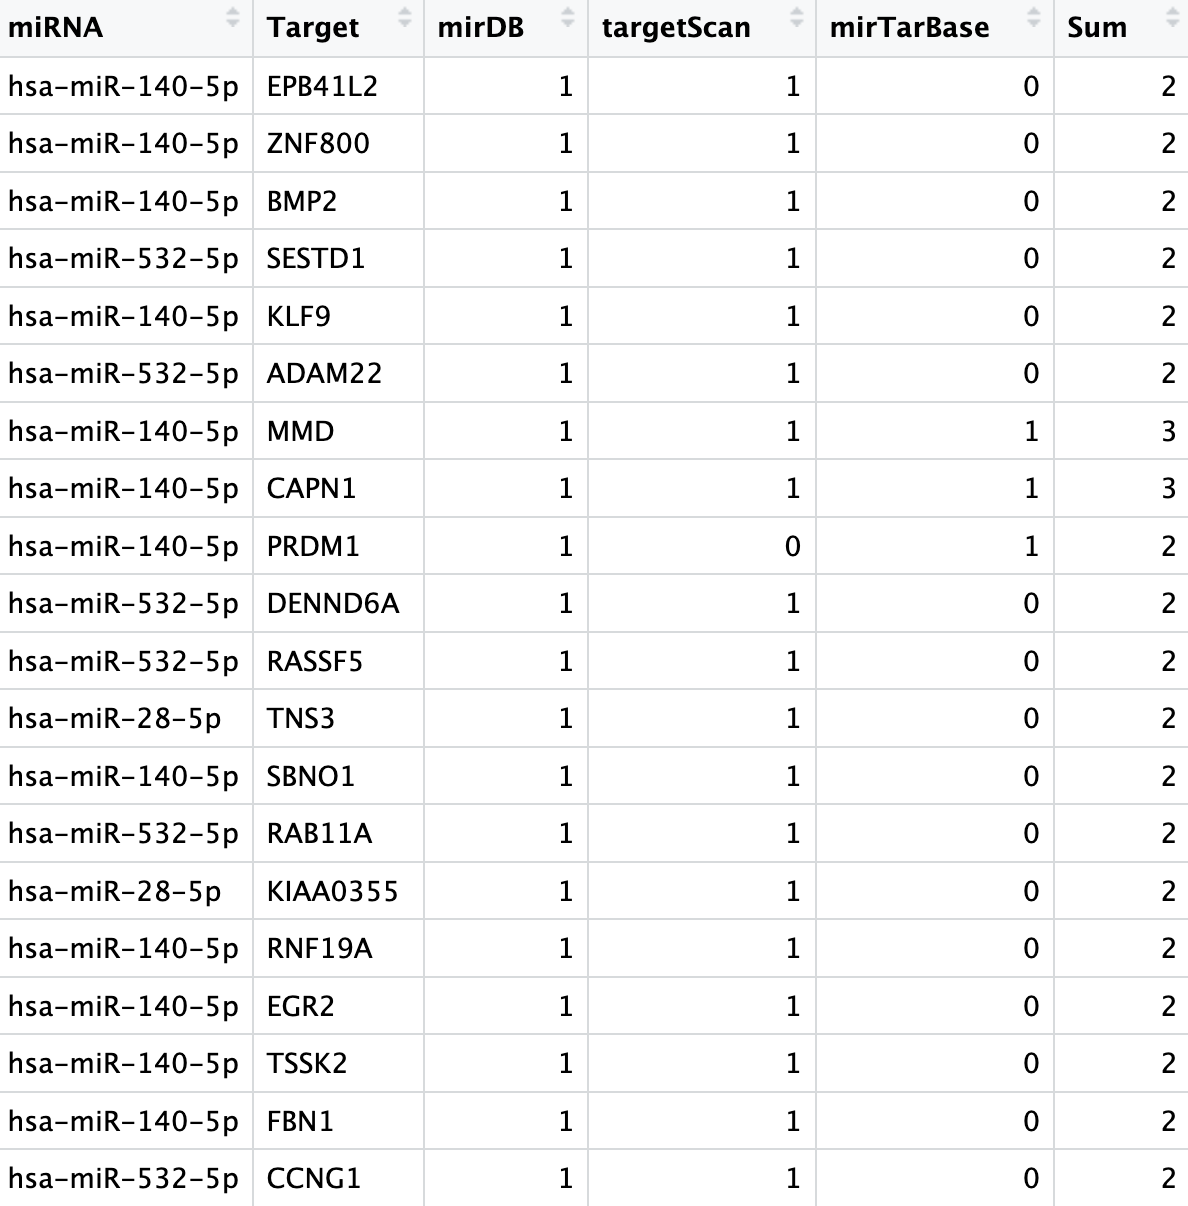 miRNA Target mirDB targetScan mirTarBase Sum
hsa-miR-140-5p EPB41L2 1 1 0 2
hsa-miR-140-5p ZNF800 1 1 0 2
hsa-miR-140-5p BMP2 1 1 0 2
hsa-miR-532-5p SESTD1 1 1 0 2
hsa-miR-140-5p KLF9 1 1 0 2
hsa-miR-532-5p ADAM22 1 1 0 2
hsa-miR-140-5p MMD 1 1 1 3
hsa-miR-140-5p CAPN1 1 1 1 3
hsa-miR-140-5p PRDM1 1 0 1 2
hsa-miR-532-5p DENND6A 1 1 0 2
hsa-miR-532-5p RASSF5 1 1 0 2
hsa-miR-28-5p TNS3 1 1 0 2
hsa-miR-140-5p SBNO1 1 1 0 2
hsa-miR-532-5p RAB11A 1 1 0 2
hsa-miR-28-5p KIAA0355 1 1 0 2
hsa-miR-140-5p RNF19A 1 1 0 2
hsa-miR-140-5p EGR2 1 1 0 2
hsa-miR-140-5p TSSK2 1 1 0 2
hsa-miR-140-5p FBN1 1 1 0 2
hsa-miR-532-5p CCNG1 1 1 0 2